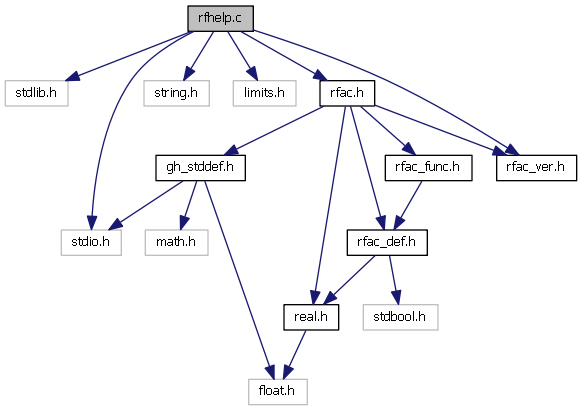 rfhelp.c
stdlib.h
string.h
limits.h
rfac.h
gh_stddef.h
rfac_func.h
rfac_ver.h
stdio.h
math.h
rfac_def.h
real.h
stdbool.h
float.h